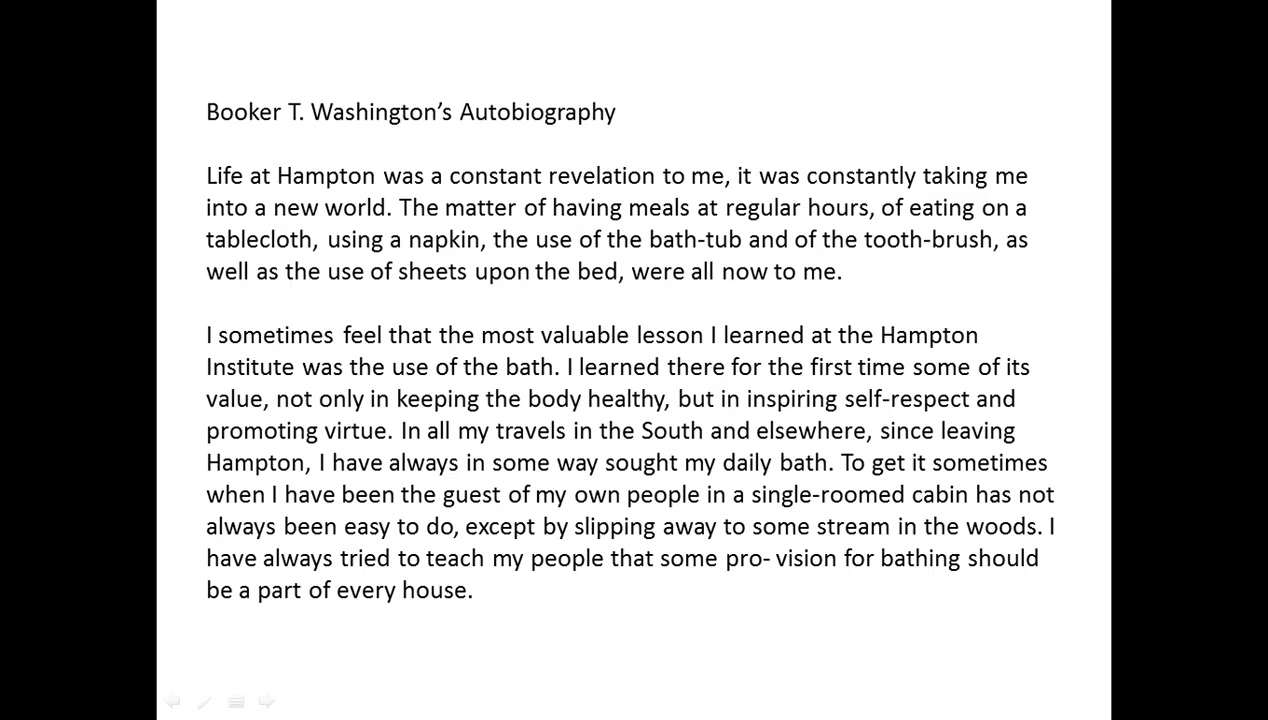 Booker T. Washington’s Autobiography
Life at Hampton was a constant revelation to me, it was constantly taking me
into a new world. The matter of having meals at regular hours, of eating on a
tablecloth, using a napkin, the use of the bath-tub and of the tooth-brush, as
well as the use of sheets upon the bed, were all now to me.
I sometimes feel that the most valuable lesson I learned at the Hampton
Institute was the use of the bath. I learned there for the first time some of its
value, not only in keeping the body healthy, but in inspiring self-respect and
promoting virtue. In all my travels in the South and elsewhere, since leaving
Hampton, I have always in some way sought my daily bath. To get it sometimes
when I have been the guest of my own people in a single-roomed cabin has not
always been easy to do, except by slipping away to some stream in the woods. I
have always tried to teach my people that some pro- vision for bathing should
be a part of every house.